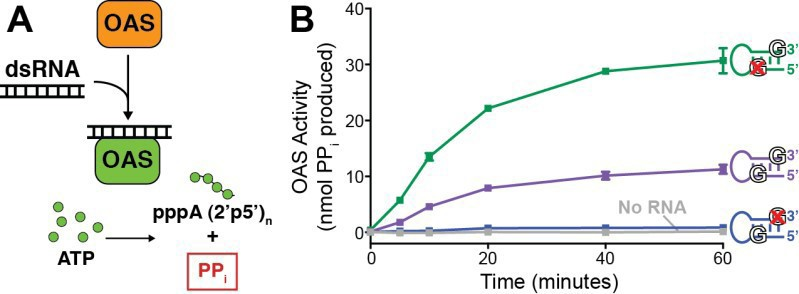 A
OAS
dsRNA
OAS
pppA (2'p5')n
+
ATP
PPi
B
OAS Activity
(nmol PPi produced)
40
30
20
10
0
0
20
40
60
Time (minutes)
No RNA
G 3'
G 5'
G 3'
G 5'
G 3'
G 5'